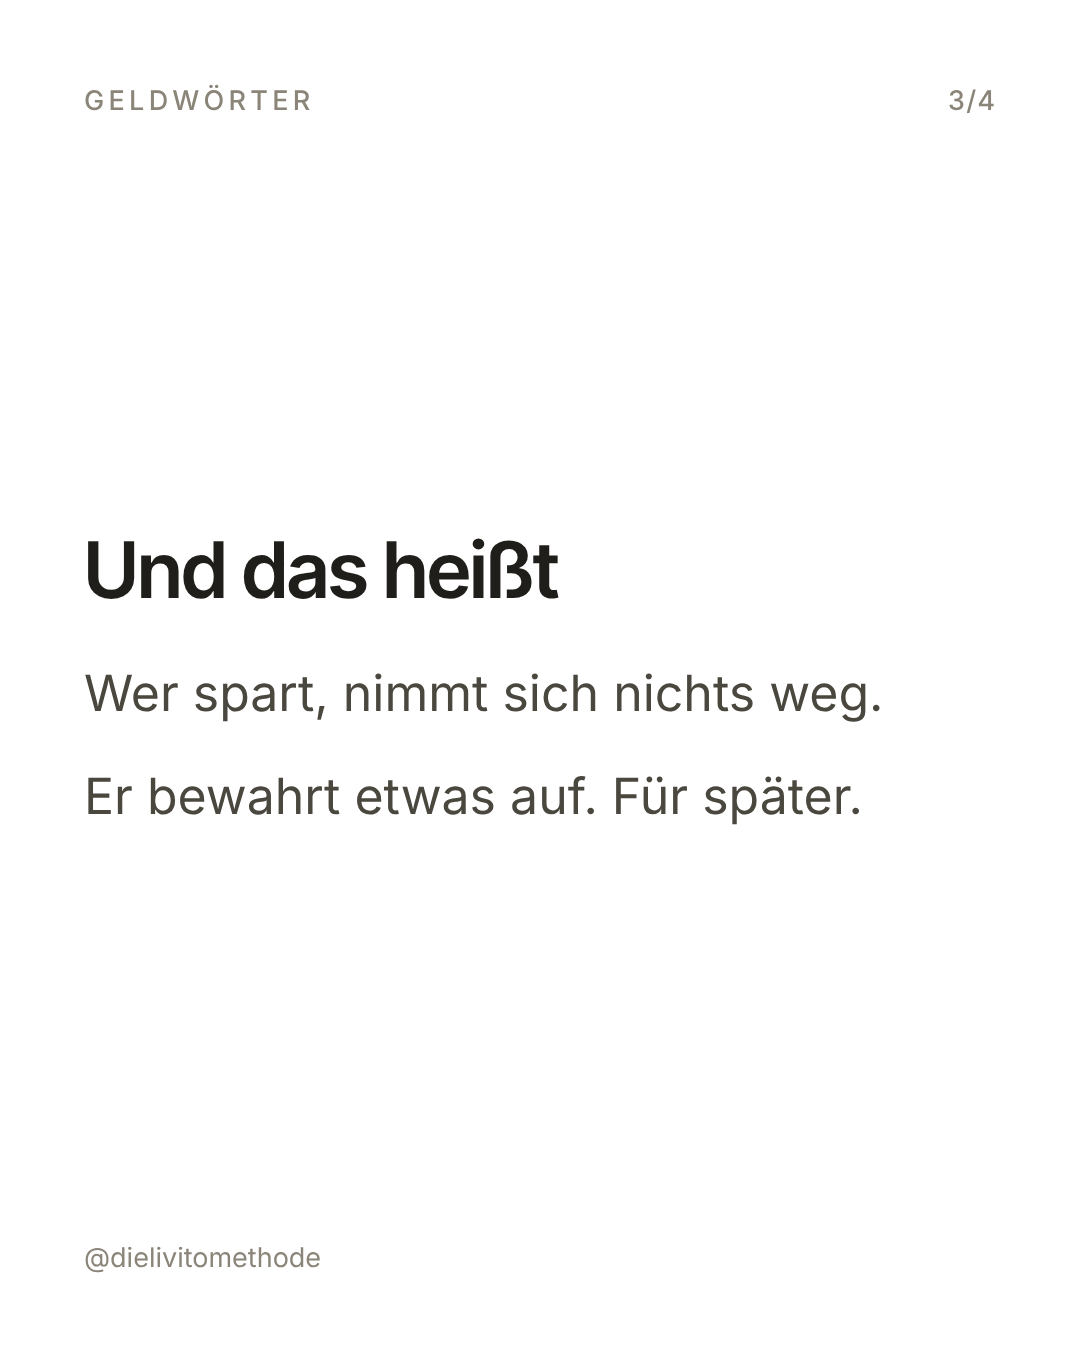 GELDWÖRTER
3/4
Und das heißt
Wer spart, nimmt sich nichts weg.
Er bewahrt etwas auf. Für später.
@dielivitomethode